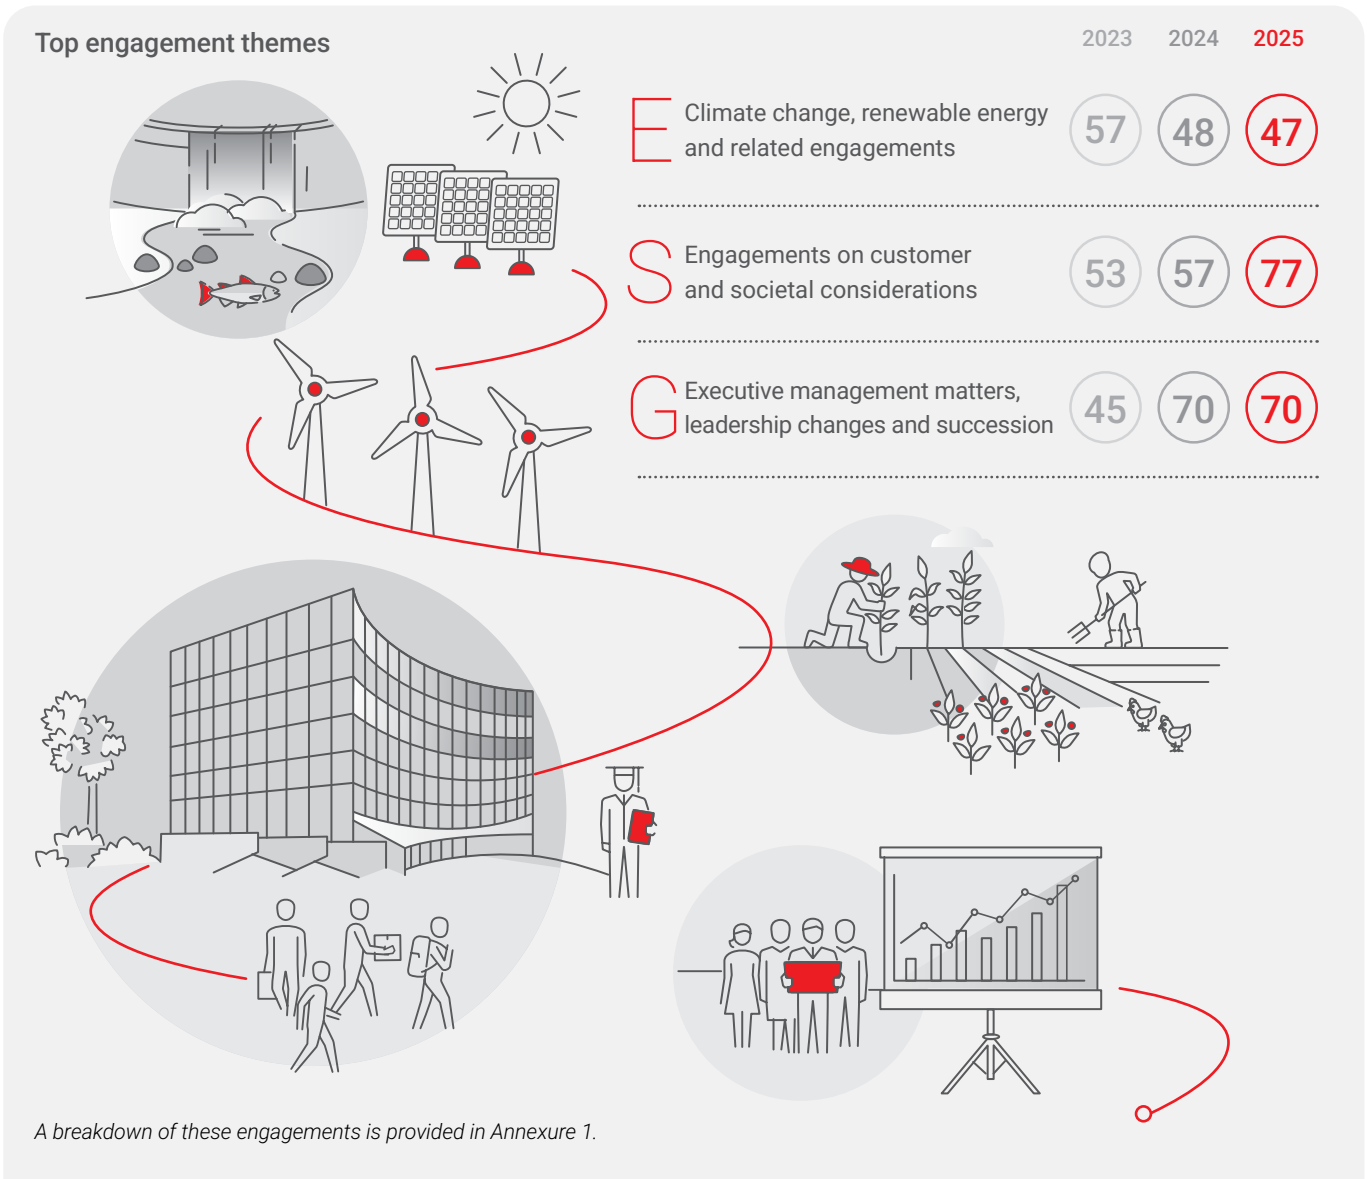 Top engagement themes
2023 2024 2025
E Climate change, renewable energy
and related engagements
57 48 47
S Engagements on customer
and societal considerations
53 57 77
G Executive management matters,
leadership changes and succession
45 70 70
A breakdown of these engagements is provided in Annexure 1.